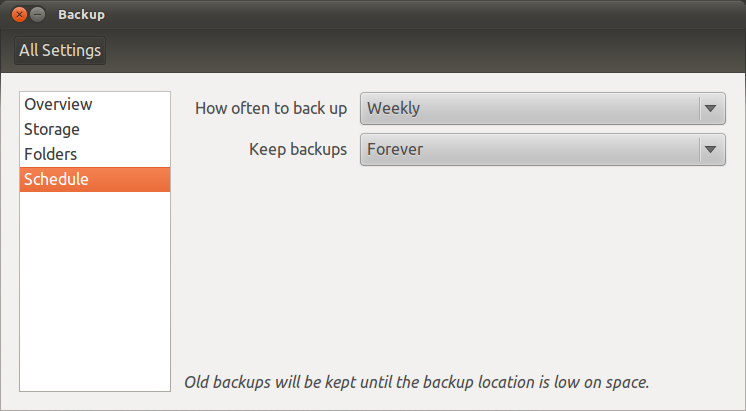 Backup
All Settings
Overview
Storage
Folders
Schedule
How often to back up Weekly
Keep backups Forever
Old backups will be kept until the backup location is low on space.